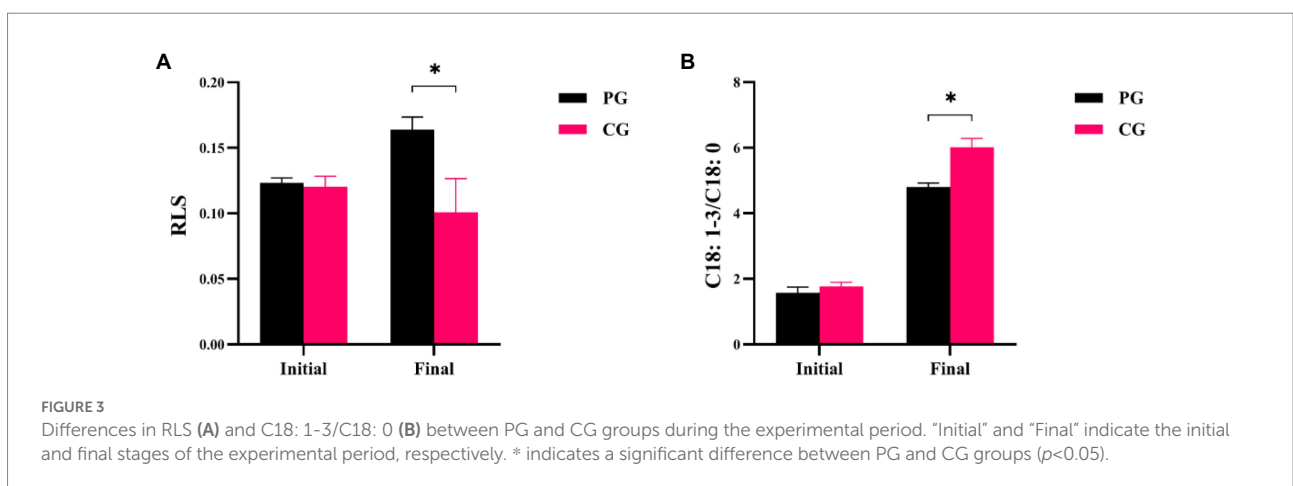 A
RLS
0.20
0.15
0.10
0.05
0.00
Initial
Final
*
PG
CG
B
C18: 1-3/C18: 0
8
6
4
2
0
Initial
Final
*
PG
CG
FIGURE 3
Differences in RLS (A) and C18: 1-3/C18: 0 (B) between PG and CG groups during the experimental period. “Initial” and “Final” indicate the initial
and final stages of the experimental period, respectively. * indicates a significant difference between PG and CG groups (p<0.05).